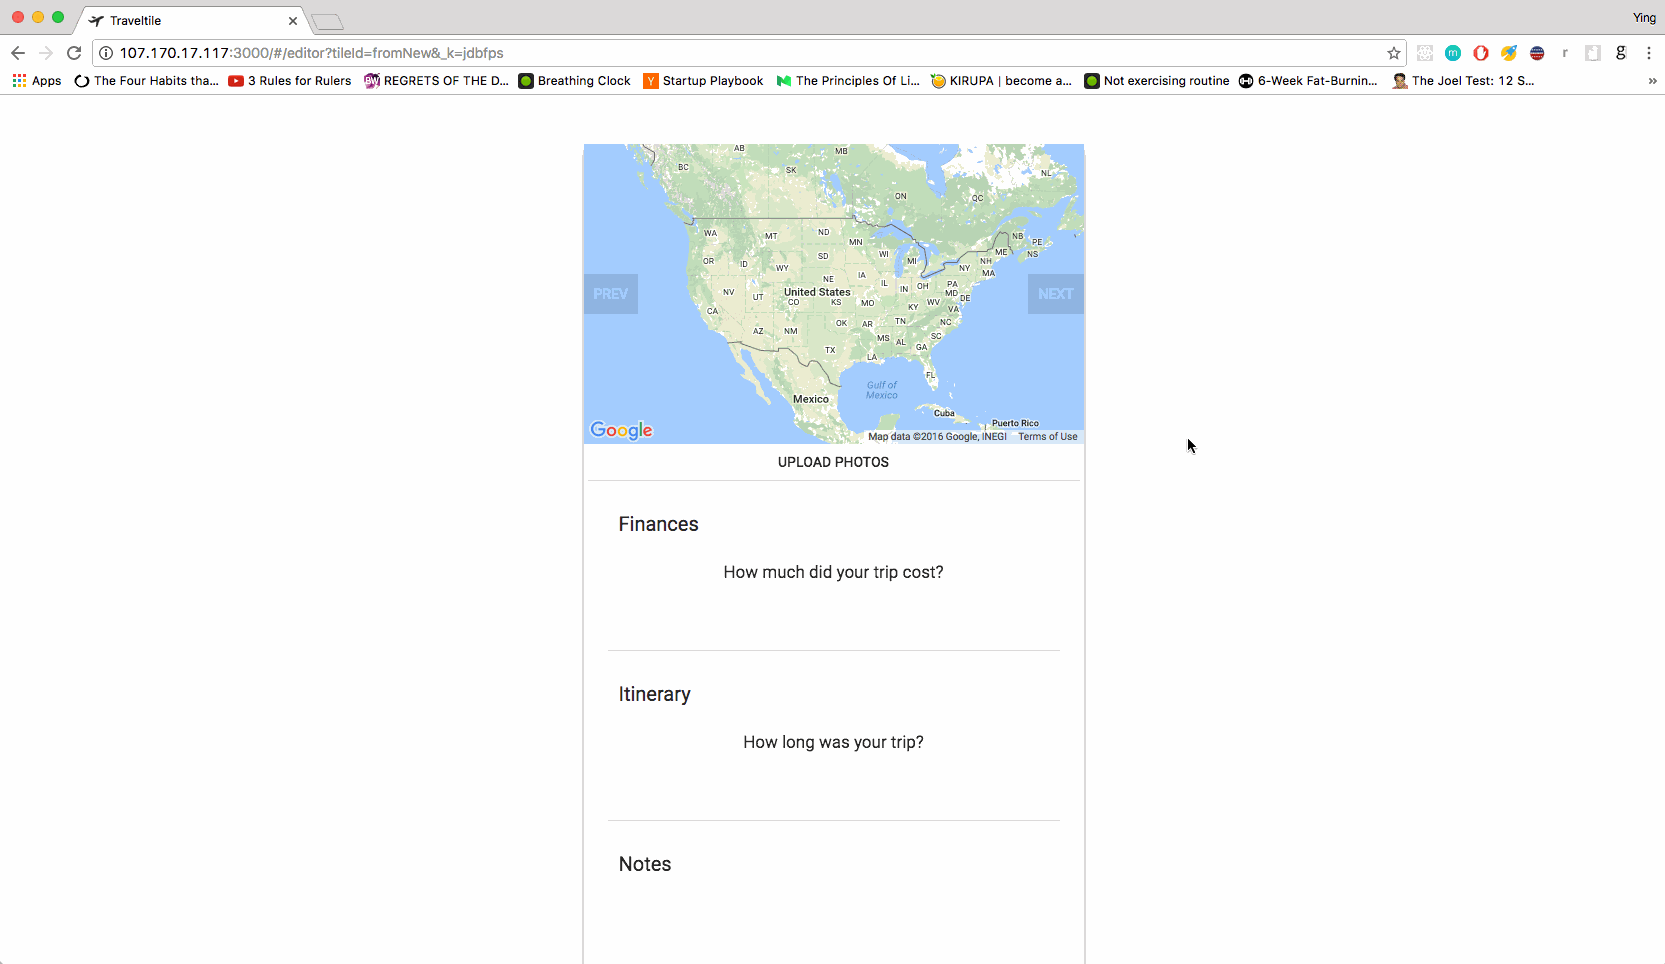 Traveltile
Ying
107.170.17.117:3000/#/editor?tileId=fromNew&_k=jdbfps
m
r
g
Apps
The Four Habits tha...
3 Rules for Rulers
BW
REGRETS OF THE D...
Breathing Clock
Y
Startup Playbook
The Principles Of Li...
KIRUPA | become a...
Not exercising routine
6-Week Fat-Burnin...
The Joel Test: 12 S...
»
AB
MB
BC
SK
NL
ON
QC
WA
MT
ND
MN
NB
PE
OR
ID
SD
WI
MI
ME
NS
WY
NE
IA
NY
NH
MA
PREV
NV
UT
United States
CO
KS
MO
IL
IN
OH
PA
MD
DE
NEXT
CA
KY
WV
VA
AZ
NM
OK
AR
TN
NC
TX
MS
AL
SC
GA
LA
FL
Gulf of
Mexico
Mexico
Cuba
Puerto Rico
Google
Map data ©2016 Google, INEGI
Terms of Use
UPLOAD PHOTOS
Finances
How much did your trip cost?
Itinerary
How long was your trip?
Notes